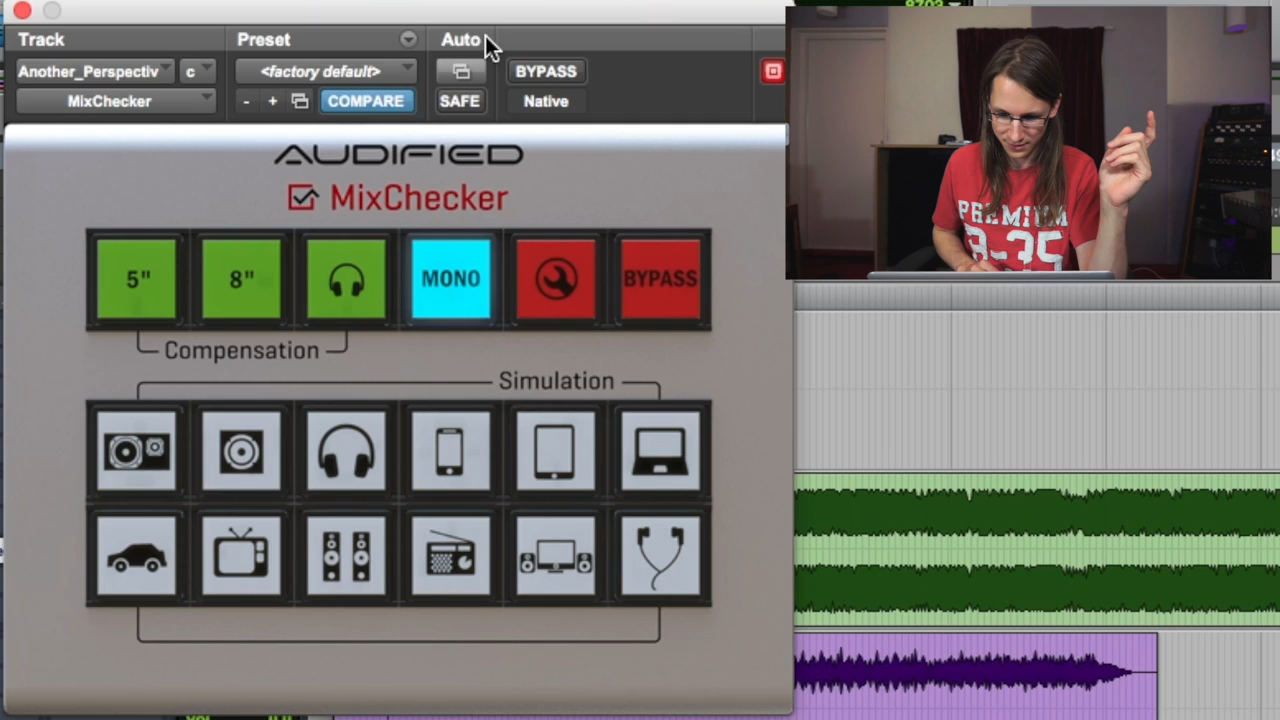 Track
Preset
Auto
Another_Perspectiv
c
<factory default>
BYPASS
MixChecker
- + COMPARE
SAFE
Native
AUDIFIED
MixChecker
5"
8"
MONO
BYPASS
Compensation
Simulation
PREMIUM